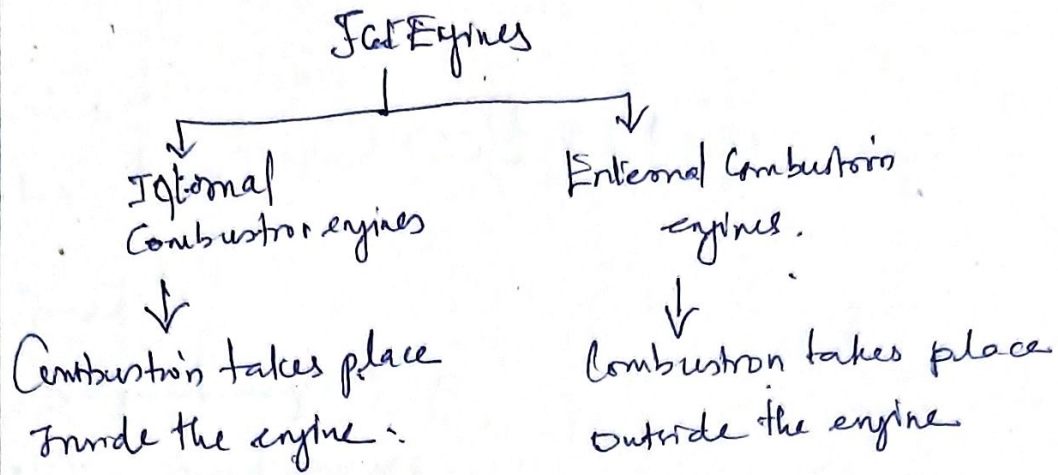 Engines
Internal
Combustion engines
External Combustion
engines.
Combustion takes place
Inside the engine.
Combustion takes place
outside the engine